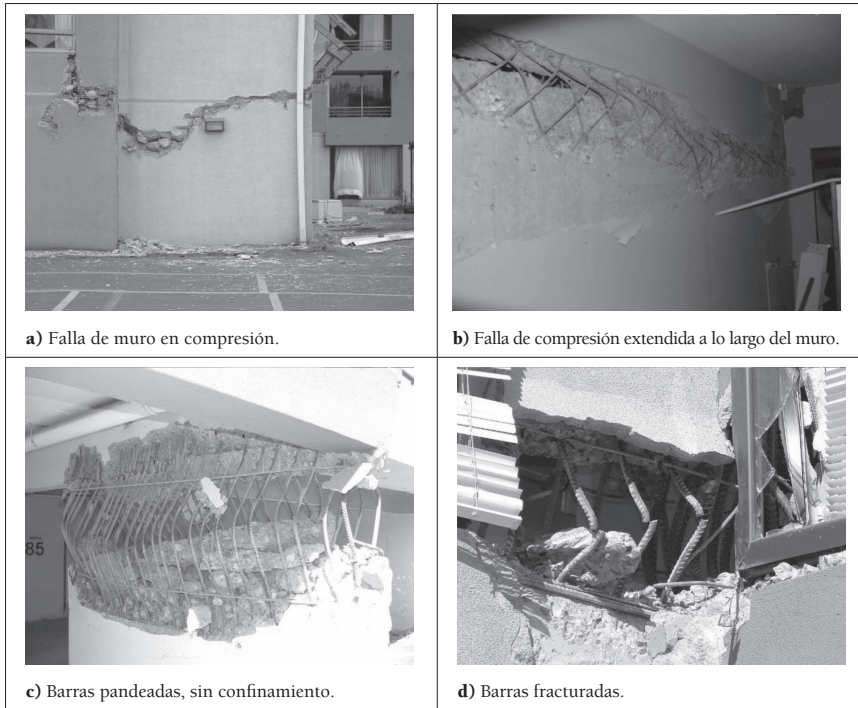 a) Falla de muro en compresión.
b) Falla de compresión extendida a lo largo del muro.
85
c) Barras pandeadas, sin confinamiento.
d) Barras fracturadas.